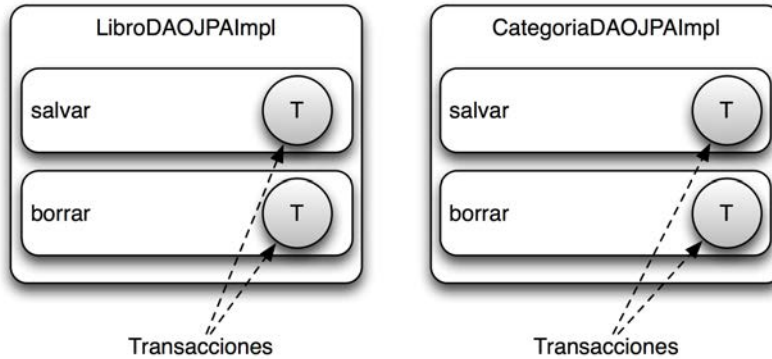 LibroDAOJPAImpl
salvar
T
borrar
T
Transacciones
CategoriaDAOJPAImpl
salvar
T
borrar
T
Transacciones